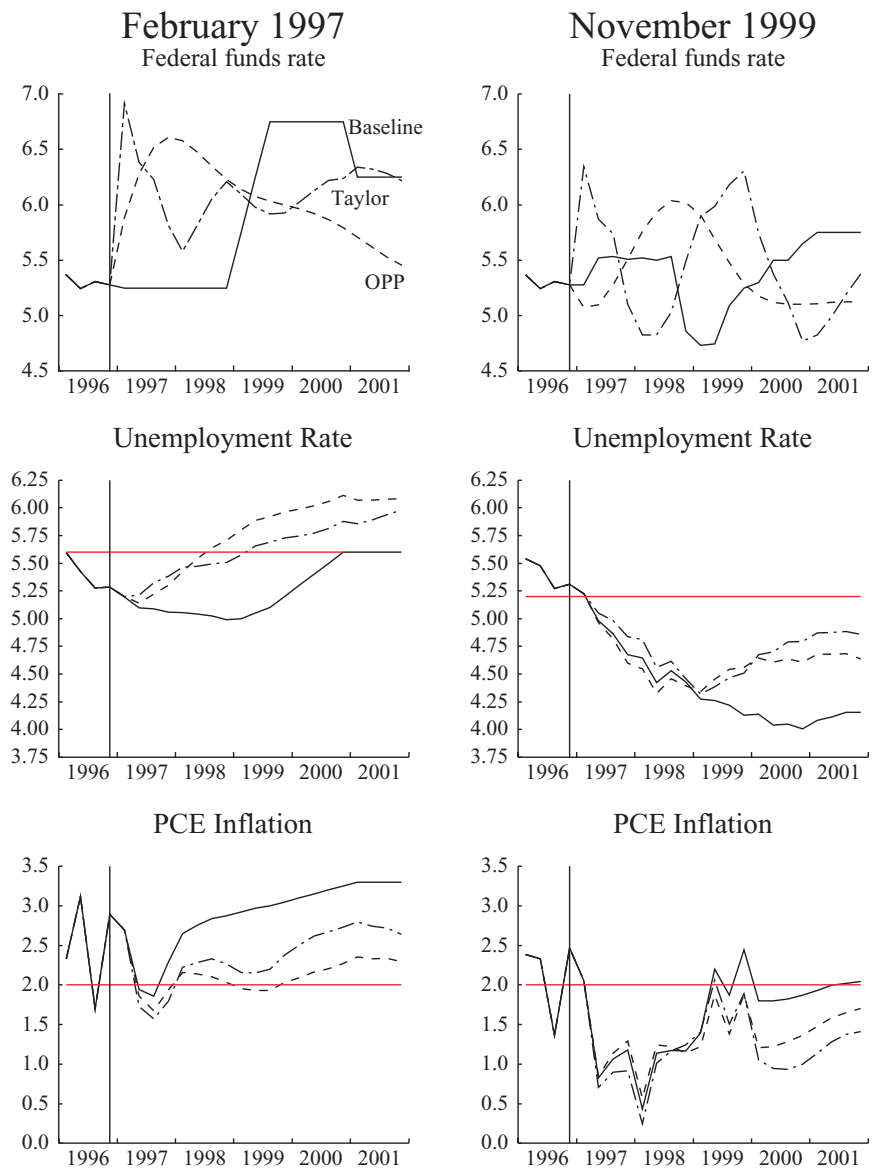 February 1997
Federal funds rate
7.0
6.5
6.0
5.5
5.0
4.5
Baseline
Taylor
OPP
1996 1997 1998 1999 2000 2001
November 1999
Federal funds rate
7.0
6.5
6.0
5.5
5.0
4.5
1996 1997 1998 1999 2000 2001
Unemployment Rate
6.25
6.00
5.75
5.50
5.25
5.00
4.75
4.50
4.25
4.00
3.75
1996 1997 1998 1999 2000 2001
Unemployment Rate
6.25
6.00
5.75
5.50
5.25
5.00
4.75
4.50
4.25
4.00
3.75
1996 1997 1998 1999 2000 2001
PCE Inflation
3.5
3.0
2.5
2.0
1.5
1.0
0.5
0.0
1996 1997 1998 1999 2000 2001
PCE Inflation
3.5
3.0
2.5
2.0
1.5
1.0
0.5
0.0
1996 1997 1998 1999 2000 2001